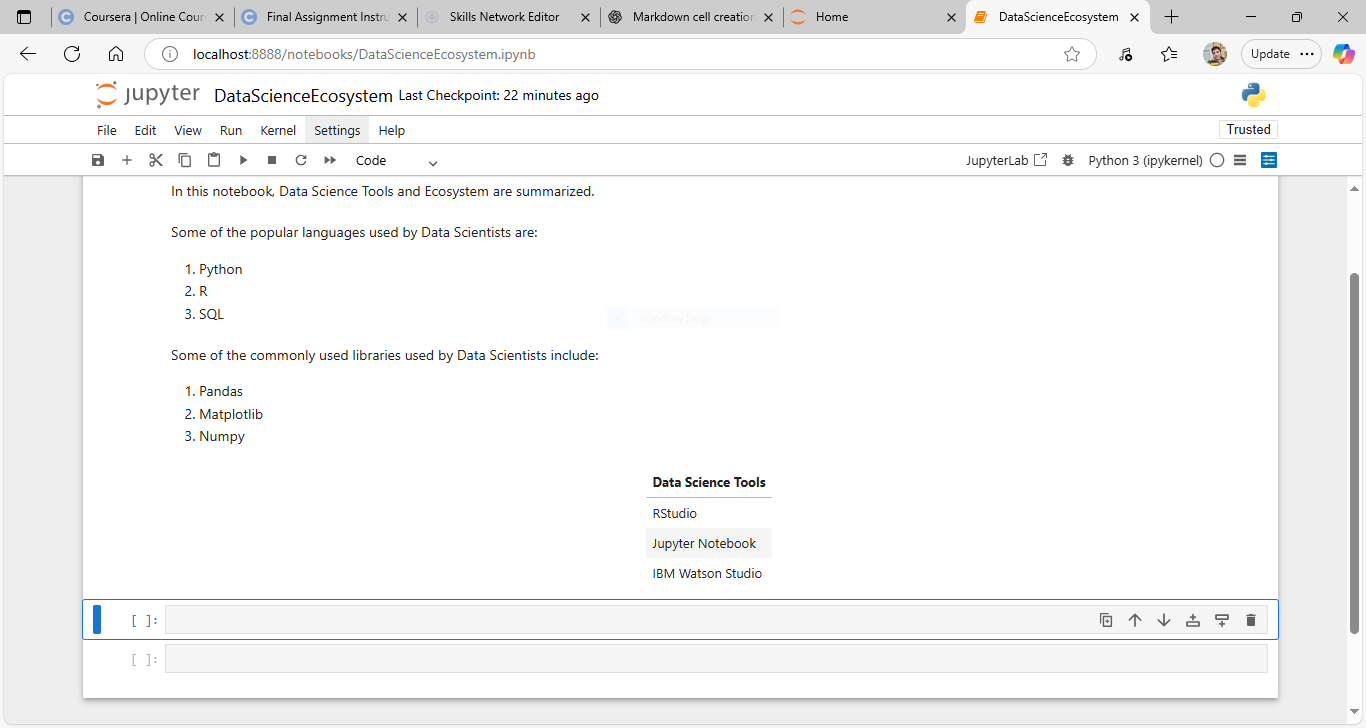 Coursera | Online Cour
Final Assignment Instru
Skills Network Editor
Markdown cell creation
Home
DataScienceEcosystem
localhost:8888/notebooks/DataScienceEcosystem.ipynb
Update
jupyter DataScienceEcosystem Last Checkpoint: 22 minutes ago
File Edit View Run Kernel Settings Help
Trusted
Code
JupyterLab
Python 3 (ipykernel)
In this notebook, Data Science Tools and Ecosystem are summarized.
Some of the popular languages used by Data Scientists are:
1. Python
2. R
3. SQL
Window Snip
Some of the commonly used libraries used by Data Scientists include:
1. Pandas
2. Matplotlib
3. Numpy
Data Science Tools
RStudio
Jupyter Notebook
IBM Watson Studio
[ ]:
[ ]: